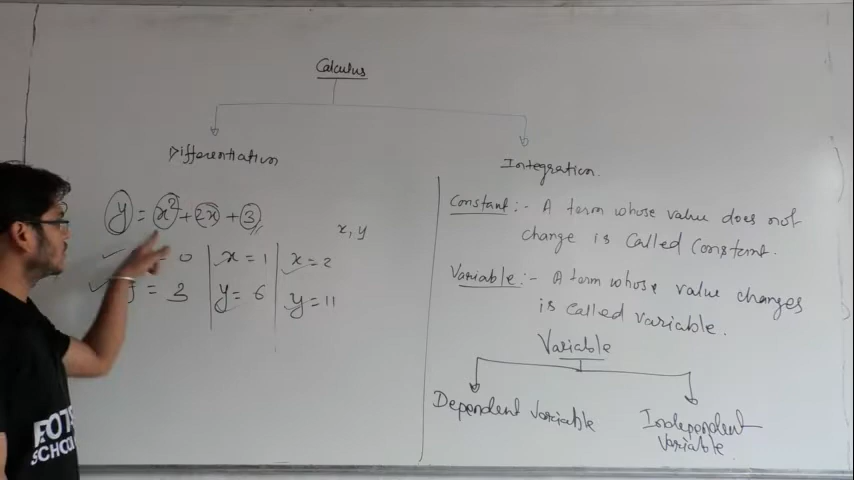 Calculus
Differentiation
Integration.
y = x² + 2x + 3
x, y
= 0 | x = 1 | x = 2
= 3 | y = 6 | y = 11
Constant :- A term whose value does not
change is called Constant.
Variable :- A term whose value changes
is called variable.
Variable
Dependent variable
Independent
variable
SCHOOL